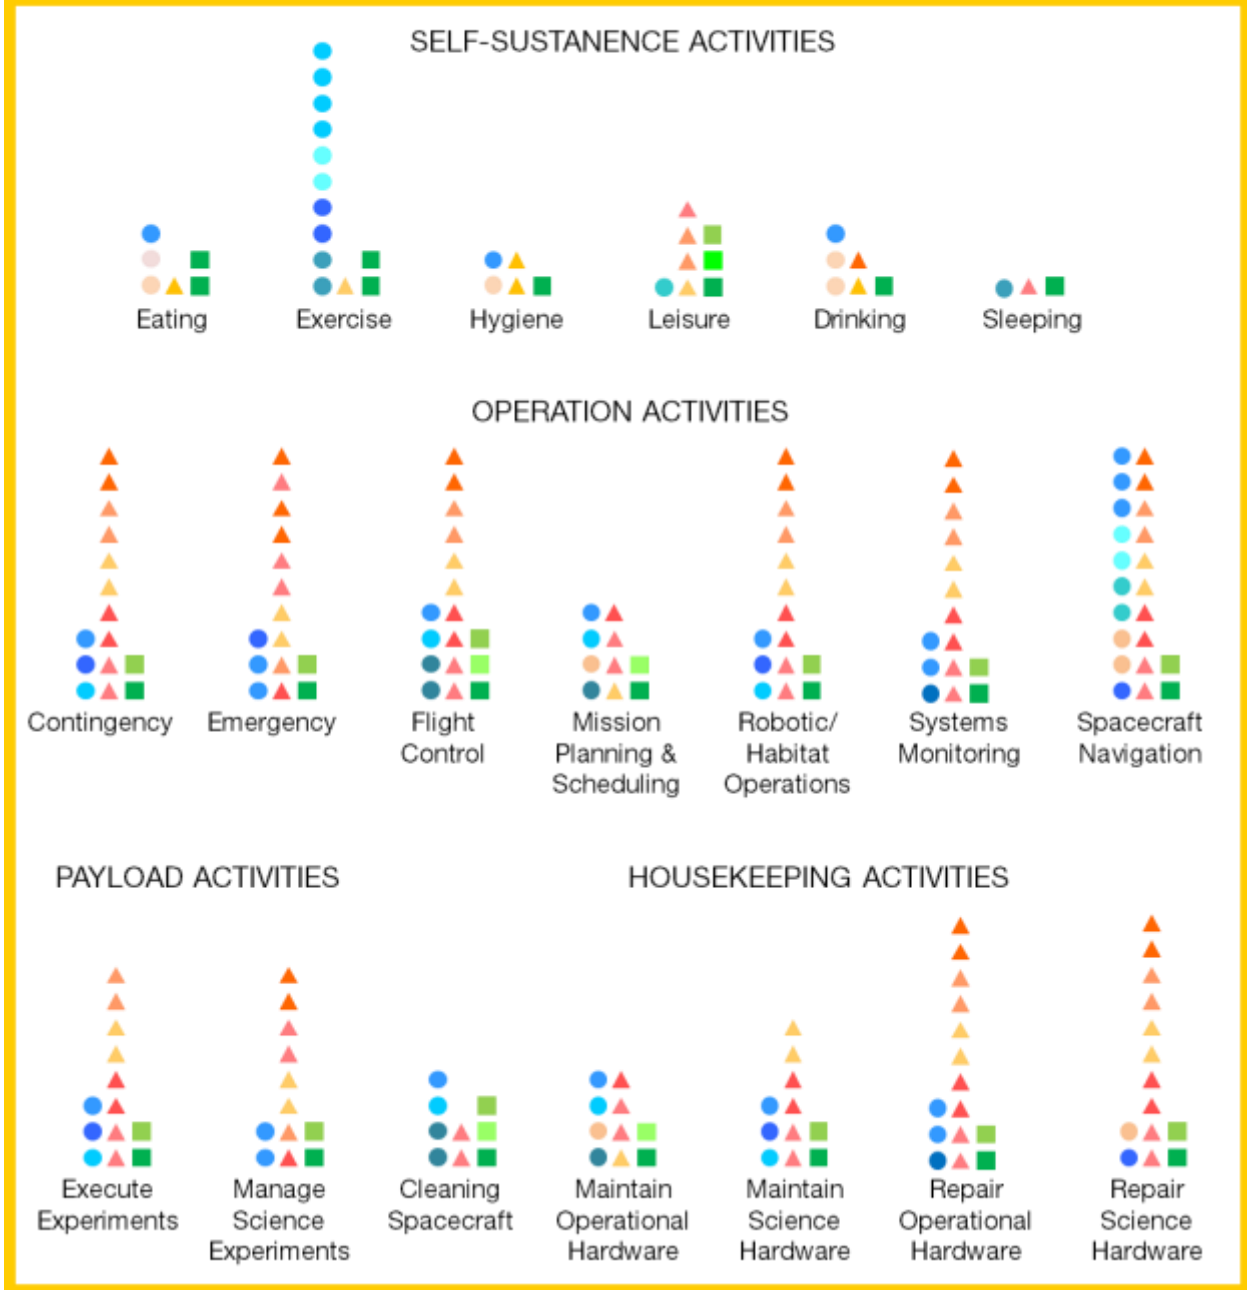 SELF-SUSTANENCE ACTIVITIES
Eating
Exercise
Hygiene
Leisure
Drinking
Sleeping
OPERATION ACTIVITIES
Contingency
Emergency
Flight
Control
Mission
Planning &
Scheduling
Robotic/
Habitat
Operations
Systems
Monitoring
Spacecraft
Navigation
PAYLOAD ACTIVITIES
Execute
Experiments
Manage
Science
Experiments
HOUSEKEEPING ACTIVITIES
Cleaning
Spacecraft
Maintain
Operational
Hardware
Maintain
Science
Hardware
Repair
Operational
Hardware
Repair
Science
Hardware